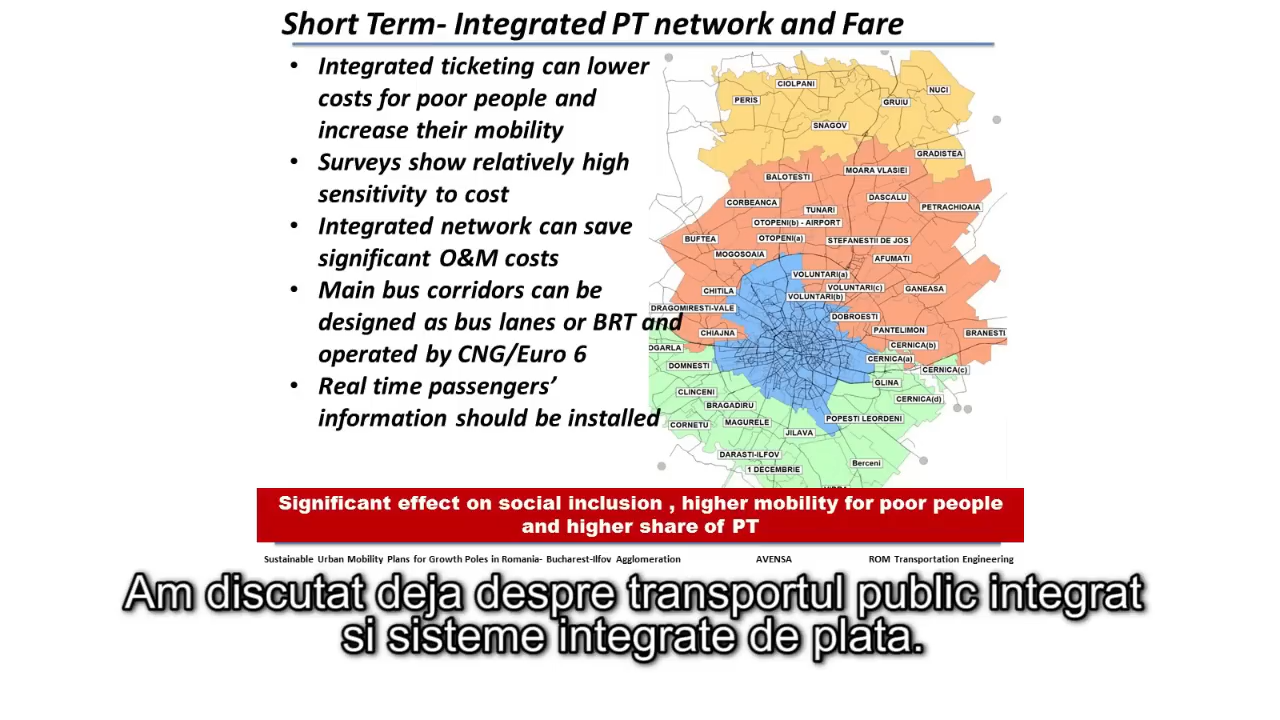 Short Term- Integrated PT network and Fare
• Integrated ticketing can lower
costs for poor people and
increase their mobility
• Surveys show relatively high
sensitivity to cost
• Integrated network can save
significant O&M costs
• Main bus corridors can be
designed as bus lanes or BRT and
operated by CNG/Euro 6
• Real time passengers’
information should be installed
CIOLPANI
NUCI
PERIS
GRUIU
SNAGOV
GRADISTEA
MOARA VLASIEI
BALOTESTI
DASCALU
CORBEANCA
PETRACHIOAIA
TUNARI
OTOPENI(b) - AIRPORT
BUFTEA
OTOPENI(a)
STEFANESTII DE JOS
MOGOSOAIA
AFUMATI
VOLUNTARI(a)
CHITILA
VOLUNTARI(c)
GANEASA
VOLUNTARI(b)
DRAGOMIRESTI-VALE
DOBROESTI
CHIAJNA
PANTELIMON
BRANESTI
OGARLA
CERNICA(b)
CERNICA(a)
DOMNESTI
CERNICA(c)
GLINA
CLINCENI
CERNICA(d)
BRAGADIRU
CORNETU
MAGURELE
POPESTI LEORDENI
JILAVA
DARASTI-ILFOV
1 DECEMBRIE
Berceni
Significant effect on social inclusion , higher mobility for poor people
and higher share of PT
Sustainable Urban Mobility Plans for Growth Poles in Romania- Bucharest-Ilfov Agglomeration AVENSA ROM Transportation Engineering
Am discutat deja despre transportul public integrat
si sisteme integrate de plata.